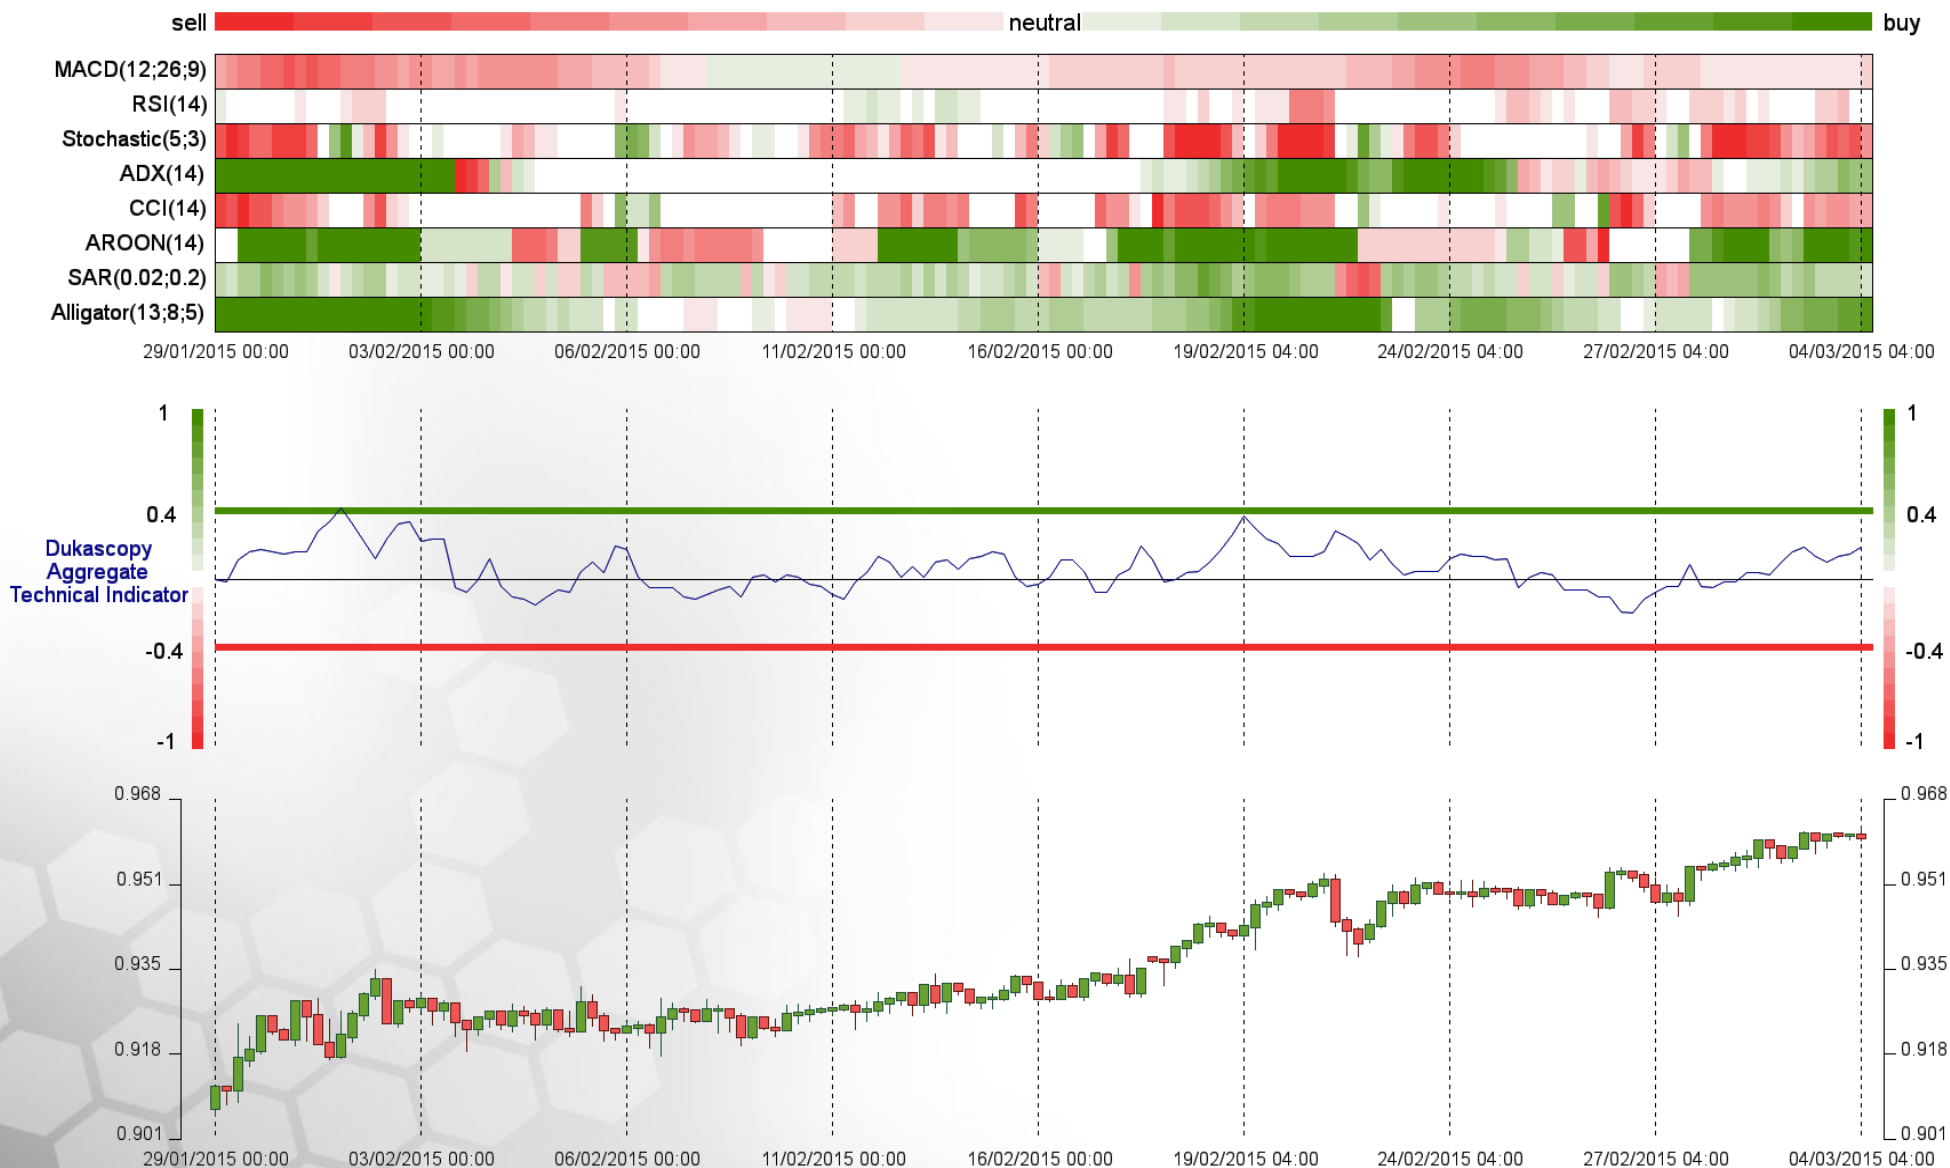 sell neutral buy
MACD(12;26;9)
RSI(14)
Stochastic(5;3)
ADX(14)
CCI(14)
AROON(14)
SAR(0.02;0.2)
Alligator(13;8;5)
29/01/2015 00:00 03/02/2015 00:00 06/02/2015 00:00 11/02/2015 00:00 16/02/2015 00:00 19/02/2015 04:00 24/02/2015 04:00 27/02/2015 04:00 04/03/2015 04:00
1 1
0.4 0.4
Dukascopy
Aggregate
Technical Indicator
-0.4 -0.4
-1 -1
0.968 0.968
0.951 0.951
0.935 0.935
0.918 0.918
0.901 0.901
29/01/2015 00:00 03/02/2015 00:00 06/02/2015 00:00 11/02/2015 00:00 16/02/2015 00:00 19/02/2015 04:00 24/02/2015 04:00 27/02/2015 04:00 04/03/2015 04:00